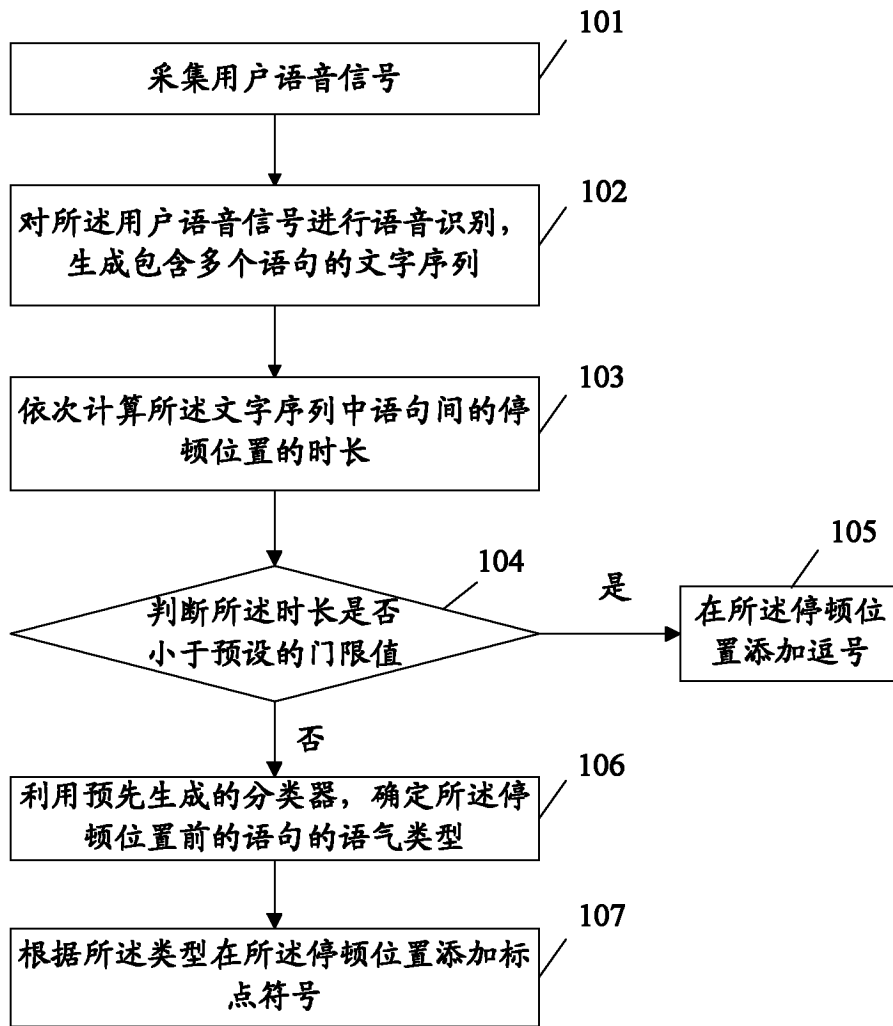 101
采集用户语音信号
102
对所述用户语音信号进行语音识别，
生成包含多个语句的文字序列
103
依次计算所述文字序列中语句间的停
顿位置的时长
104
判断所述时长是否
小于预设的门限值
是
105
在所述停顿位
置添加逗号
否
106
利用预先生成的分类器，确定所述停
顿位置前的语句的语气类型
107
根据所述类型在所述停顿位置添加标
点符号